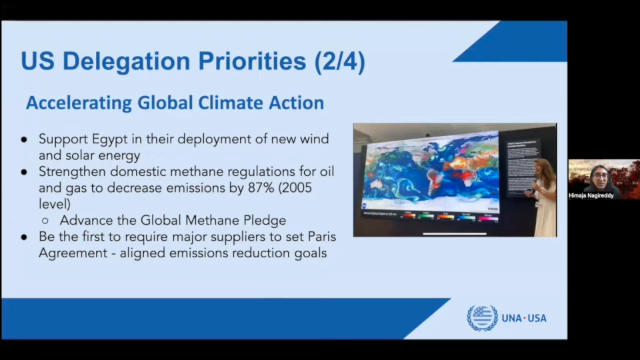 US Delegation Priorities (2/4)
Accelerating Global Climate Action
● Support Egypt in their deployment of new wind
and solar energy
● Strengthen domestic methane regulations for oil
and gas to decrease emissions by 87% (2005
level)
○ Advance the Global Methane Pledge
● Be the first to require major suppliers to set Paris
Agreement - aligned emissions reduction goals
Himaja Nagireddy
UNA-USA